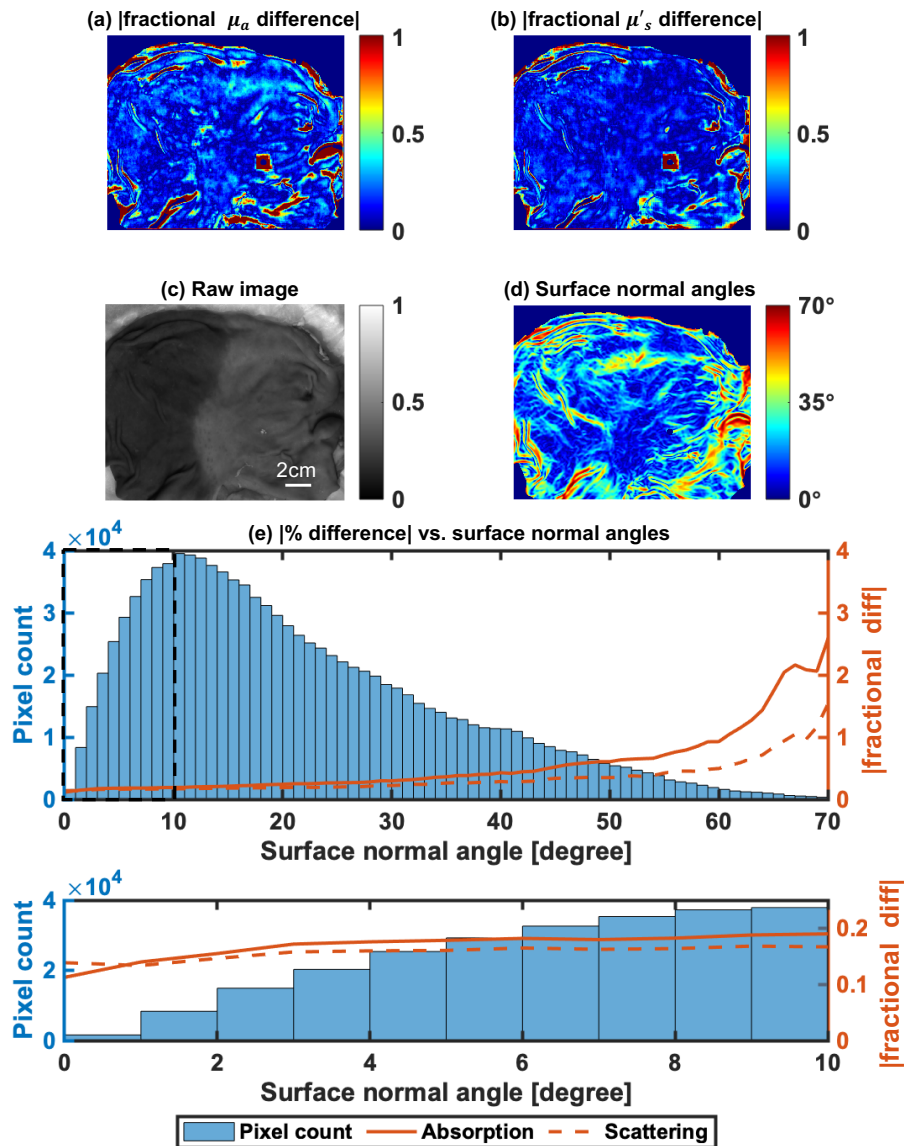 (a) |fractional μₐ difference|
(b) |fractional μ′ₛ difference|
1
0.5
0
1
0.5
0
(c) Raw image
(d) Surface normal angles
2cm
1
0.5
0
70°
35°
0°
(e) |% difference| vs. surface normal angles
×10⁴
4
3
2
1
0
Pixel count
4
3
2
1
0
|fractional diff|
0 10 20 30 40 50 60 70
Surface normal angle [degree]
×10⁴
4
2
0
Pixel count
0.2
0.1
0
|fractional diff|
0 2 4 6 8 10
Surface normal angle [degree]
Pixel count Absorption Scattering